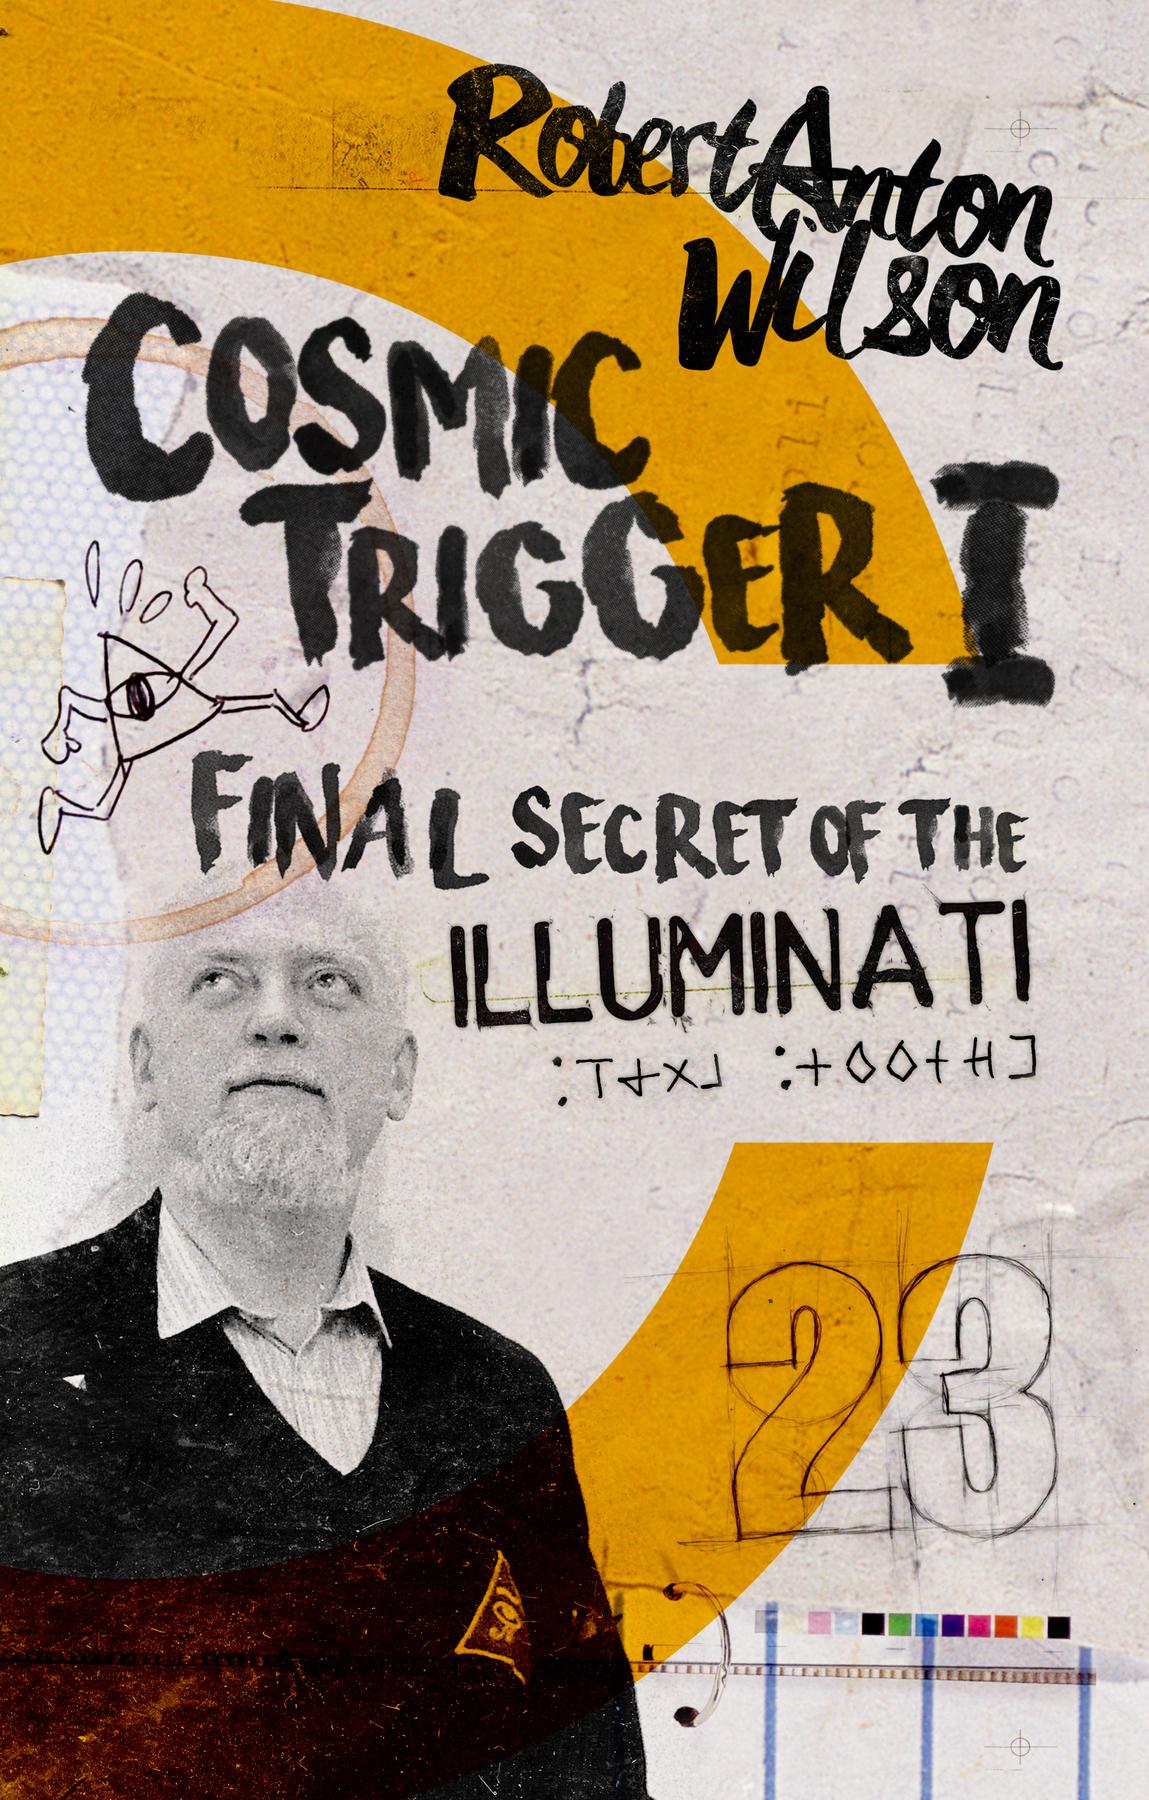 Robert Anton
Wilson
COSMIC
TRIGGER I
FINAL SECRET OF THE
ILLUMINATI
23